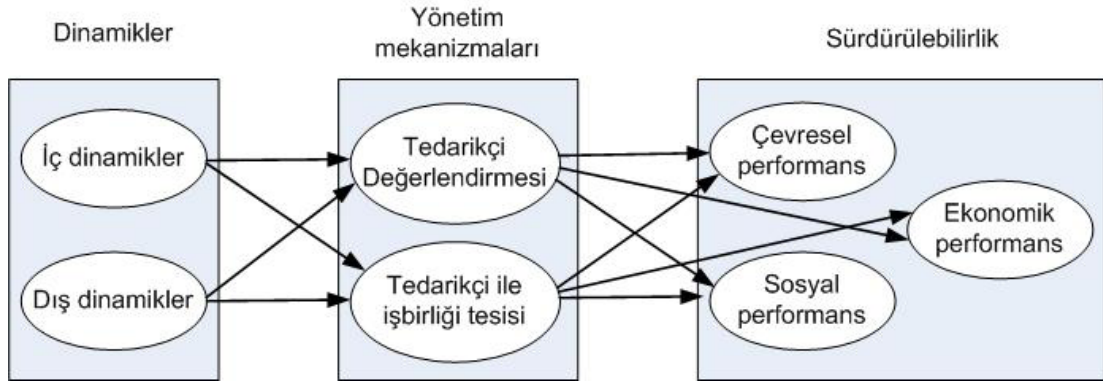 Dinamikler
Yönetim
mekanizmaları
Sürdürülebilirlik
İç dinamikler
Dış dinamikler
Tedarikçi
Değerlendirmesi
Tedarikçi ile
işbirliği tesisi
Çevresel
performans
Sosyal
performans
Ekonomik
performans